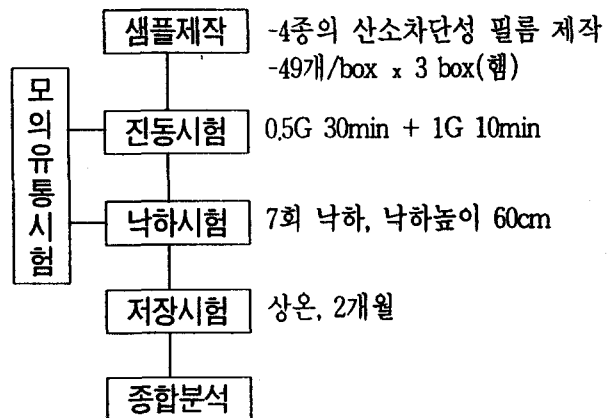 샘플제작
-4종의 산소차단성 필름 제작
-49개/box x 3 box(햄)
모의유통시험
진동시험
0.5G 30min + 1G 10min
낙하시험
7회 낙하, 낙하높이 60cm
저장시험
상온, 2개월
종합분석